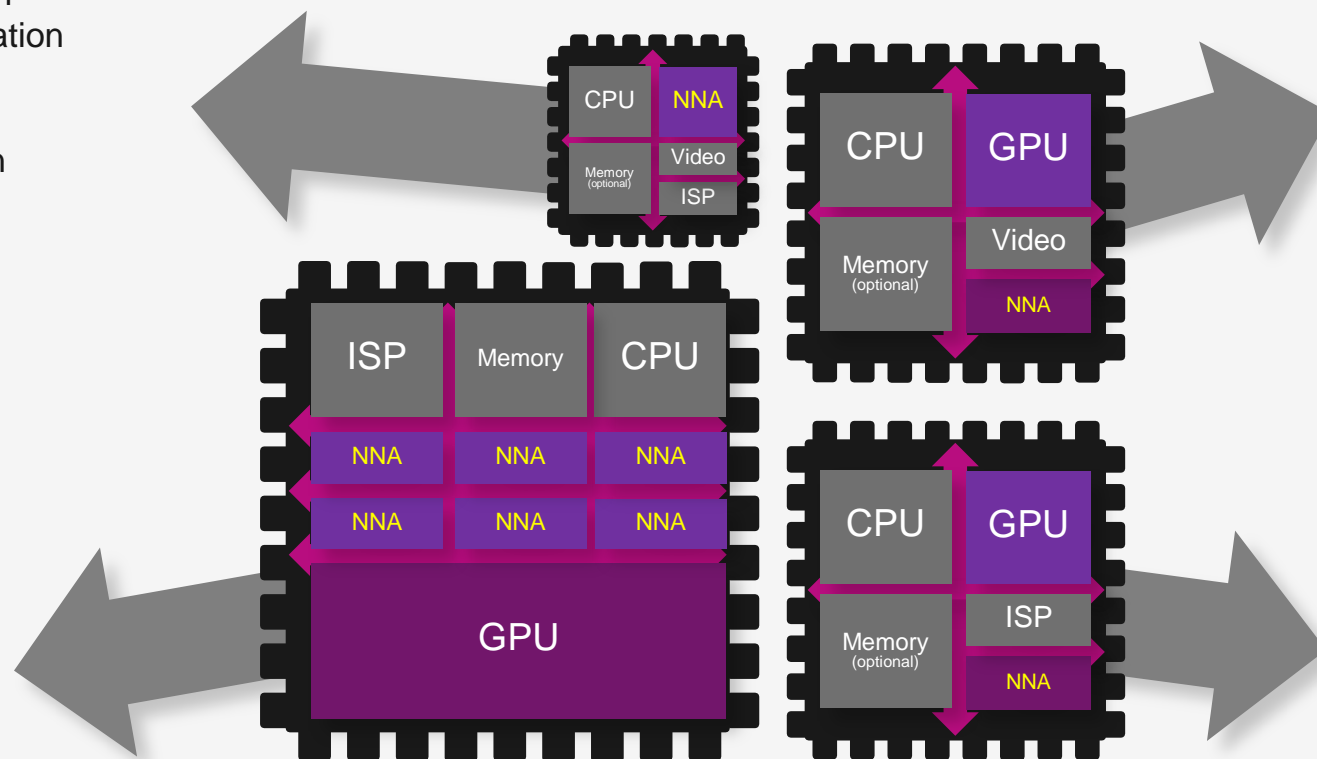 ation
CPU
NNA
Memory
(optional)
Video
ISP
CPU
GPU
Memory
(optional)
Video
NNA
ISP
Memory
CPU
NNA
NNA
NNA
NNA
NNA
NNA
GPU
CPU
GPU
Memory
(optional)
ISP
NNA